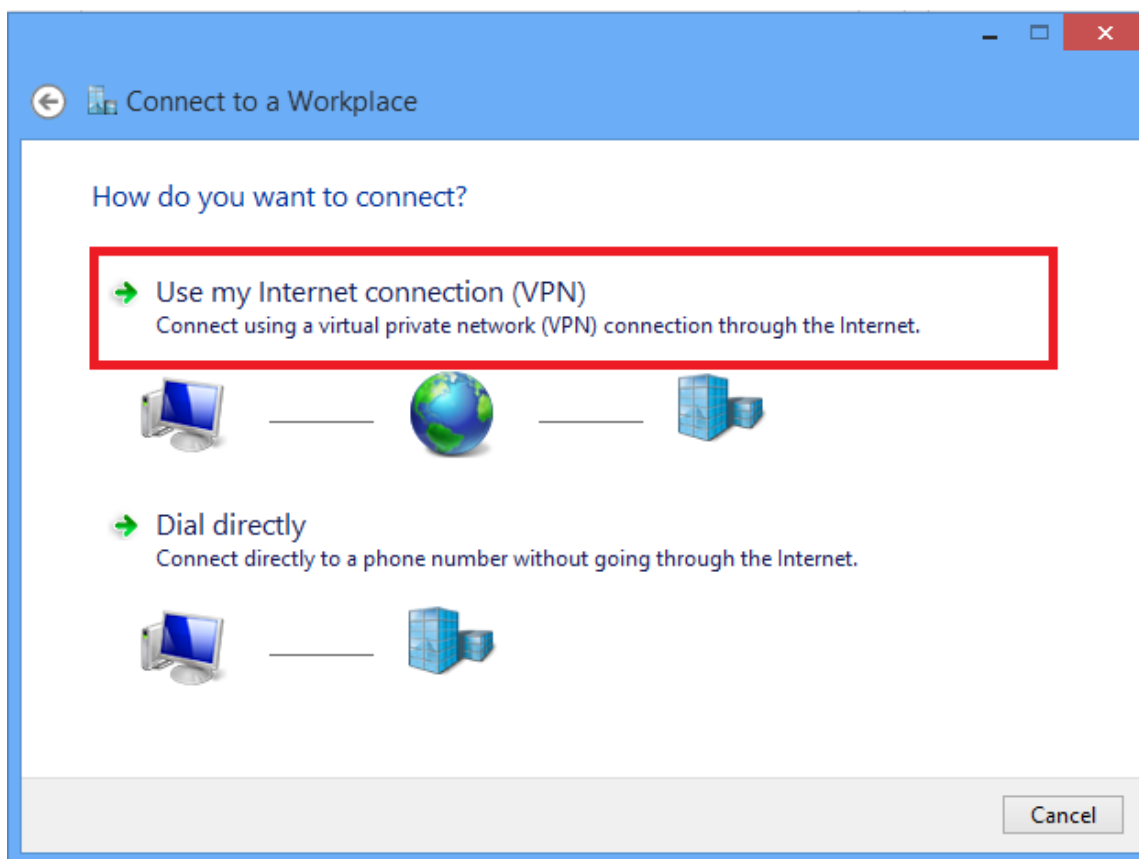 Connect to a Workplace
How do you want to connect?
Use my Internet connection (VPN)
Connect using a virtual private network (VPN) connection through the Internet.
Dial directly
Connect directly to a phone number without going through the Internet.
Cancel